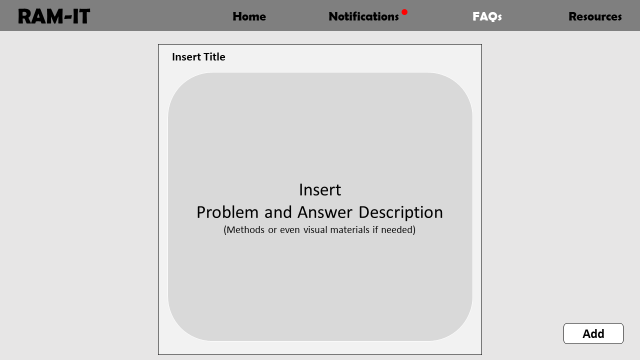 RAM-IT Home Notifications FAQs Resources
Insert Title
Insert
Problem and Answer Description
(Methods or even visual materials if needed)
Add